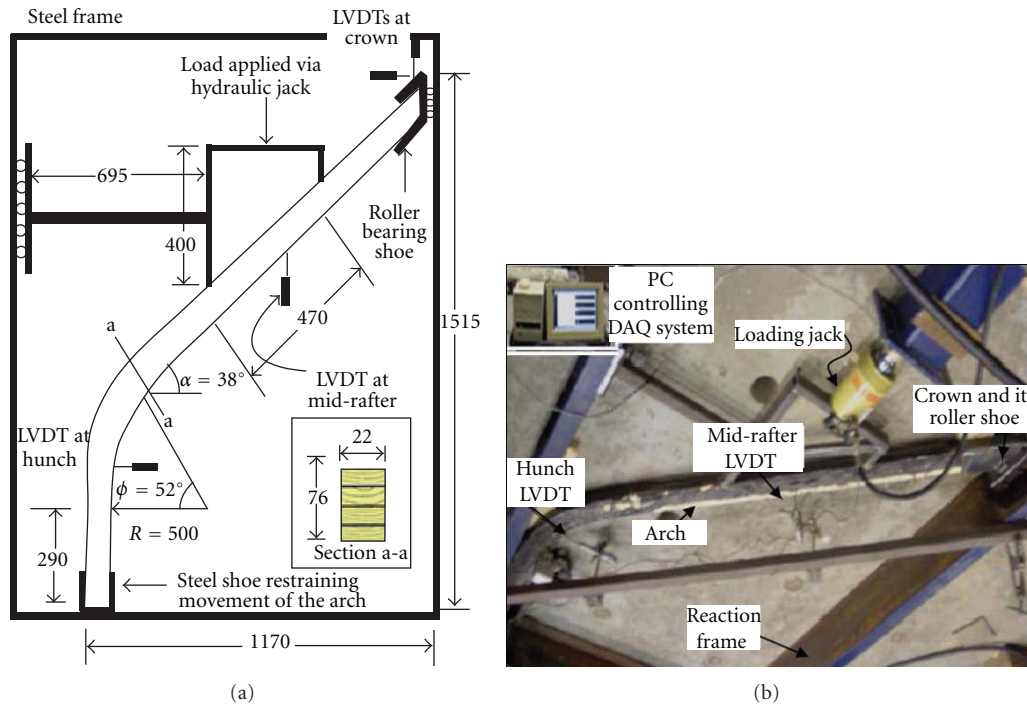 Steel frame
LVDTs at
crown
Load applied via
hydraulic jack
695
400
Roller
bearing
shoe
470
1515
a
α = 38°
a
LVDT at
mid-rafter
LVDT at
hunch
ϕ = 52°
R = 500
290
22
76
Section a-a
Steel shoe restraining
movement of the arch
1170
(a)
PC
controlling
DAQ system
Loading jack
Crown and it
roller shoe
Mid-rafter
LVDT
Hunch
LVDT
Arch
Reaction
frame
(b)